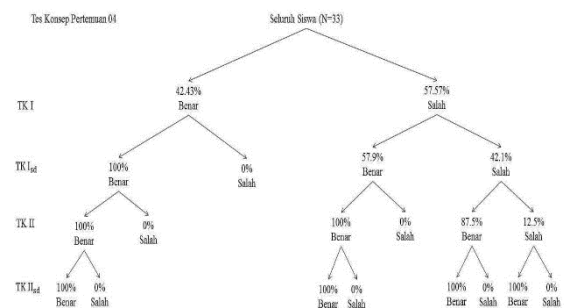 Tes Konsep Pertemuan 04
Seluruh Siswa (N=33)
42.43%
Benar
57.57%
Salah
TK I
100%
Benar
0%
Salah
57.9%
Benar
42.1%
Salah
TK Isd
100%
Benar
0%
Salah
100%
Benar
0%
Salah
87.5%
Benar
12.5%
Salah
TK II
100%
Benar
0%
Salah
100%
Benar
0%
Salah
100%
Benar
0%
Salah
100%
Benar
0%
Salah
TK IIsd